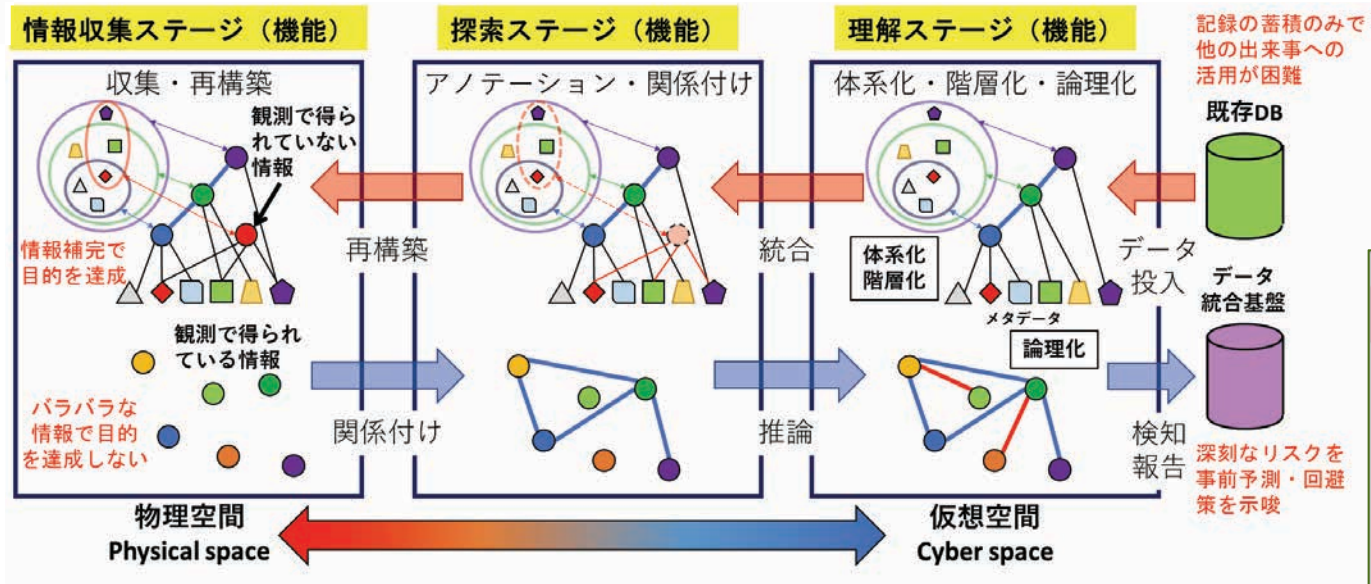 情報収集ステージ（機能）
収集・再構築
観測で得ら
れていない
情報
情報補完で
目的を達成
観測で得られ
ている情報
バラバラな
情報で目的
を達成しない
再構築
関係付け
探索ステージ（機能）
アノテーション・関係付け
統合
推論
理解ステージ（機能）
体系化・階層化・論理化
体系化
階層化
メタデータ
論理化
データ
投入
検知
報告
記録の蓄積のみで
他の出来事への
活用が困難
既存DB
データ
統合基盤
深刻なリスクを
事前予測・回避
策を示唆
物理空間
Physical space
仮想空間
Cyber space